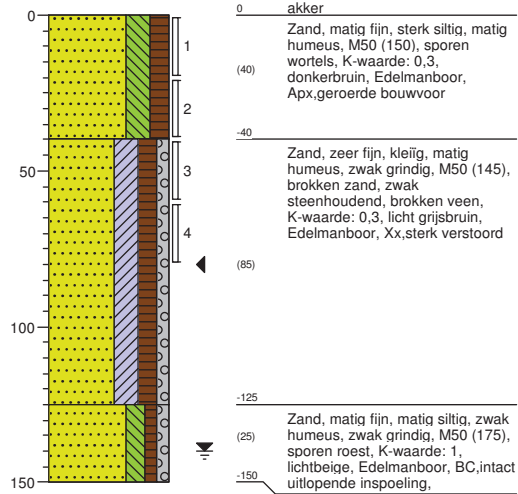 0
50
100
150
1
2
3
4
0
akker
Zand, matig fijn, sterk siltig, matig
humeus, M50 (150), sporen
wortels, K-waarde: 0,3,
donkerbruin, Edelmanboor,
Apx,geroerde bouwvoor
(40)
-40
Zand, zeer fijn, kleiïg, matig
humeus, zwak grindig, M50 (145),
brokken zand, zwak
steenhoudend, brokken veen,
K-waarde: 0,3, licht grijsbruin,
Edelmanboor, Xx,sterk verstoord
(85)
-125
Zand, matig fijn, matig siltig, zwak
humeus, zwak grindig, M50 (175),
sporen roest, K-waarde: 1,
lichtbeige, Edelmanboor, BC,intact
uitlopende inspoeling,
(25)
-150